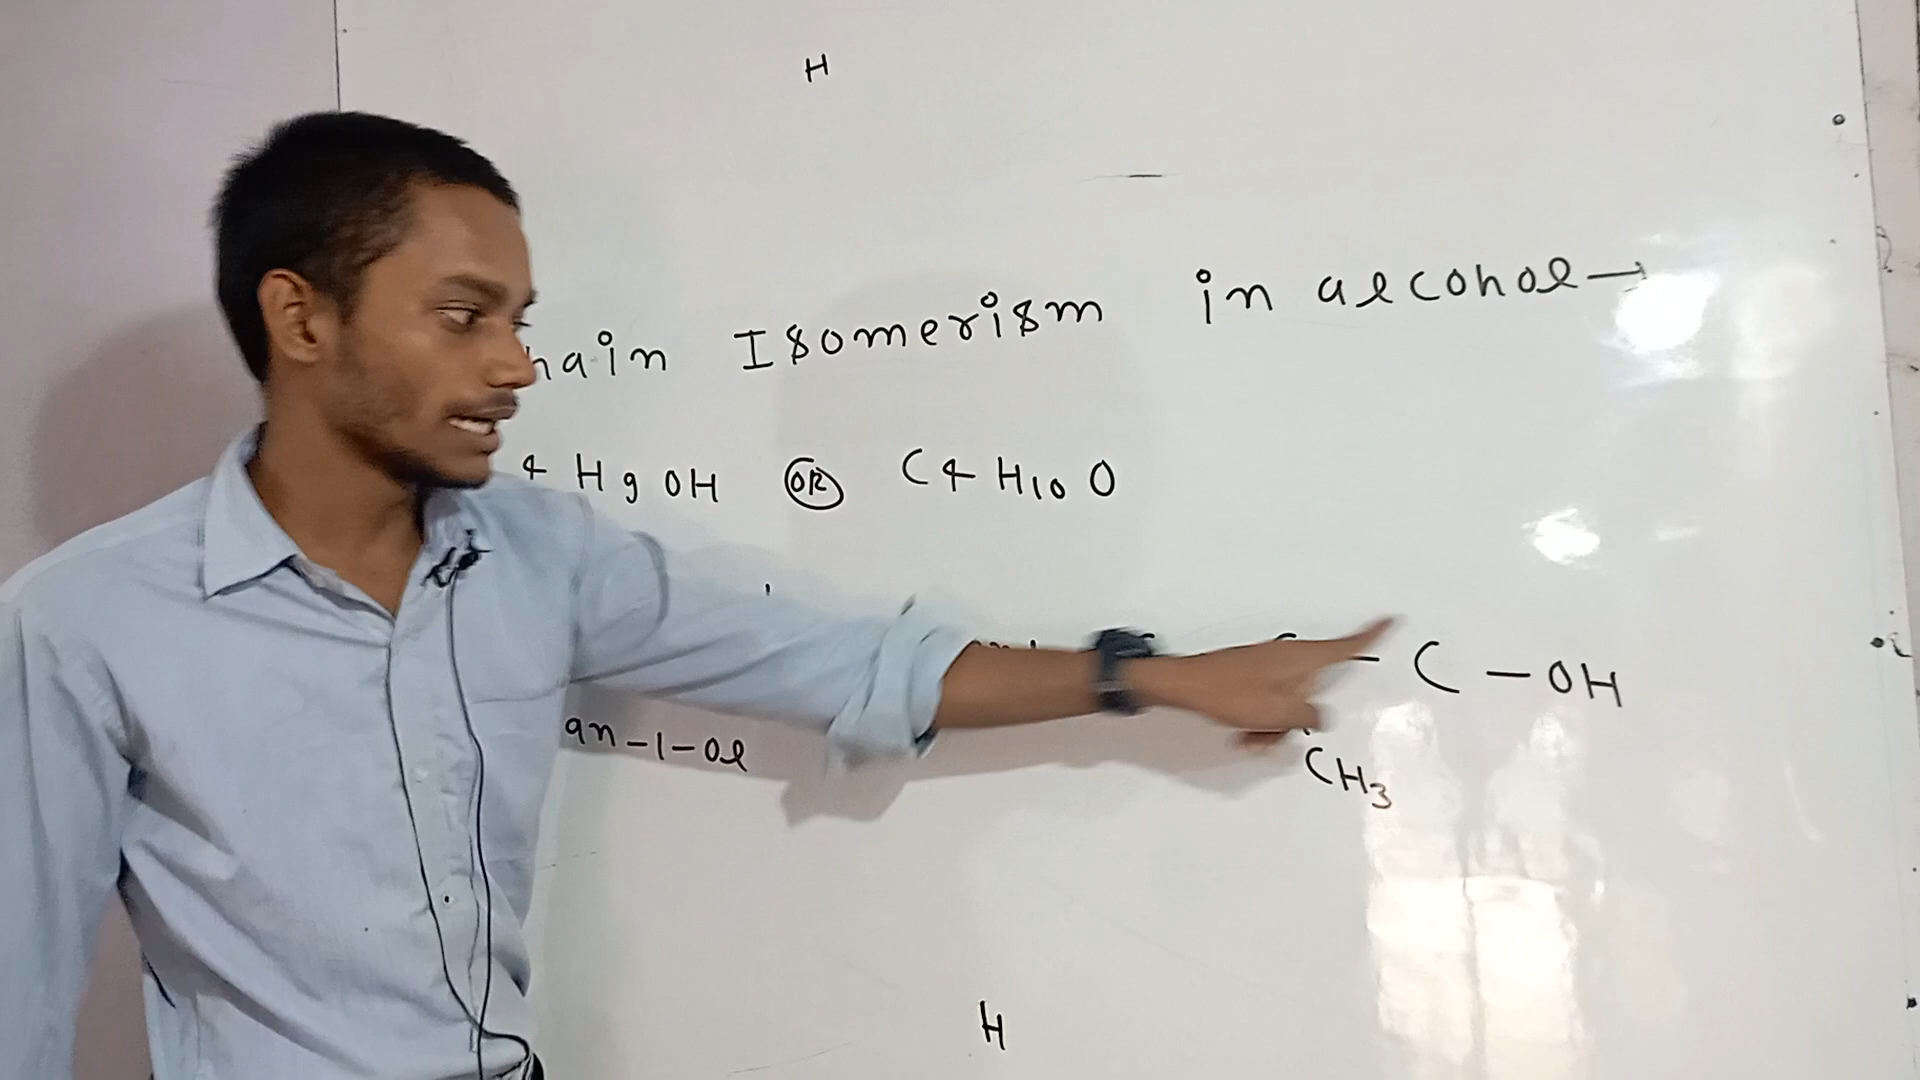 H
hain Isomerism in alcohol→
4 H9 OH OR C4 H10 O
– C – OH
an-1-ol
CH3
H